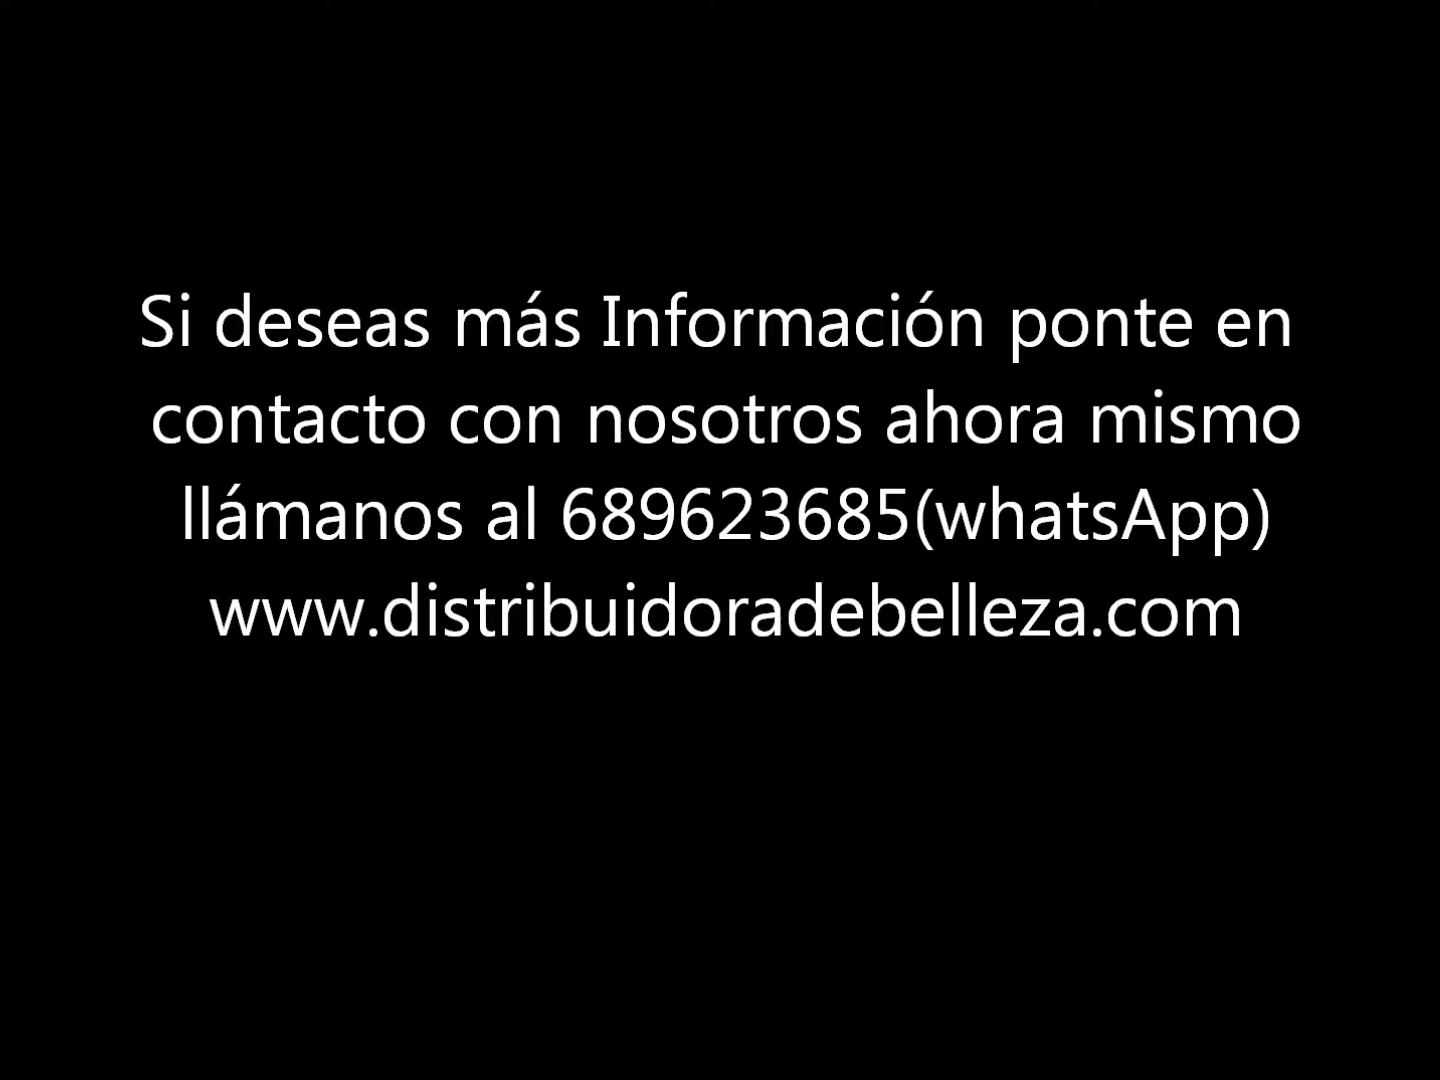 Si deseas más Información ponte en
contacto con nosotros ahora mismo
llámanos al 689623685(whatsApp)
www.distribuidoradebelleza.com